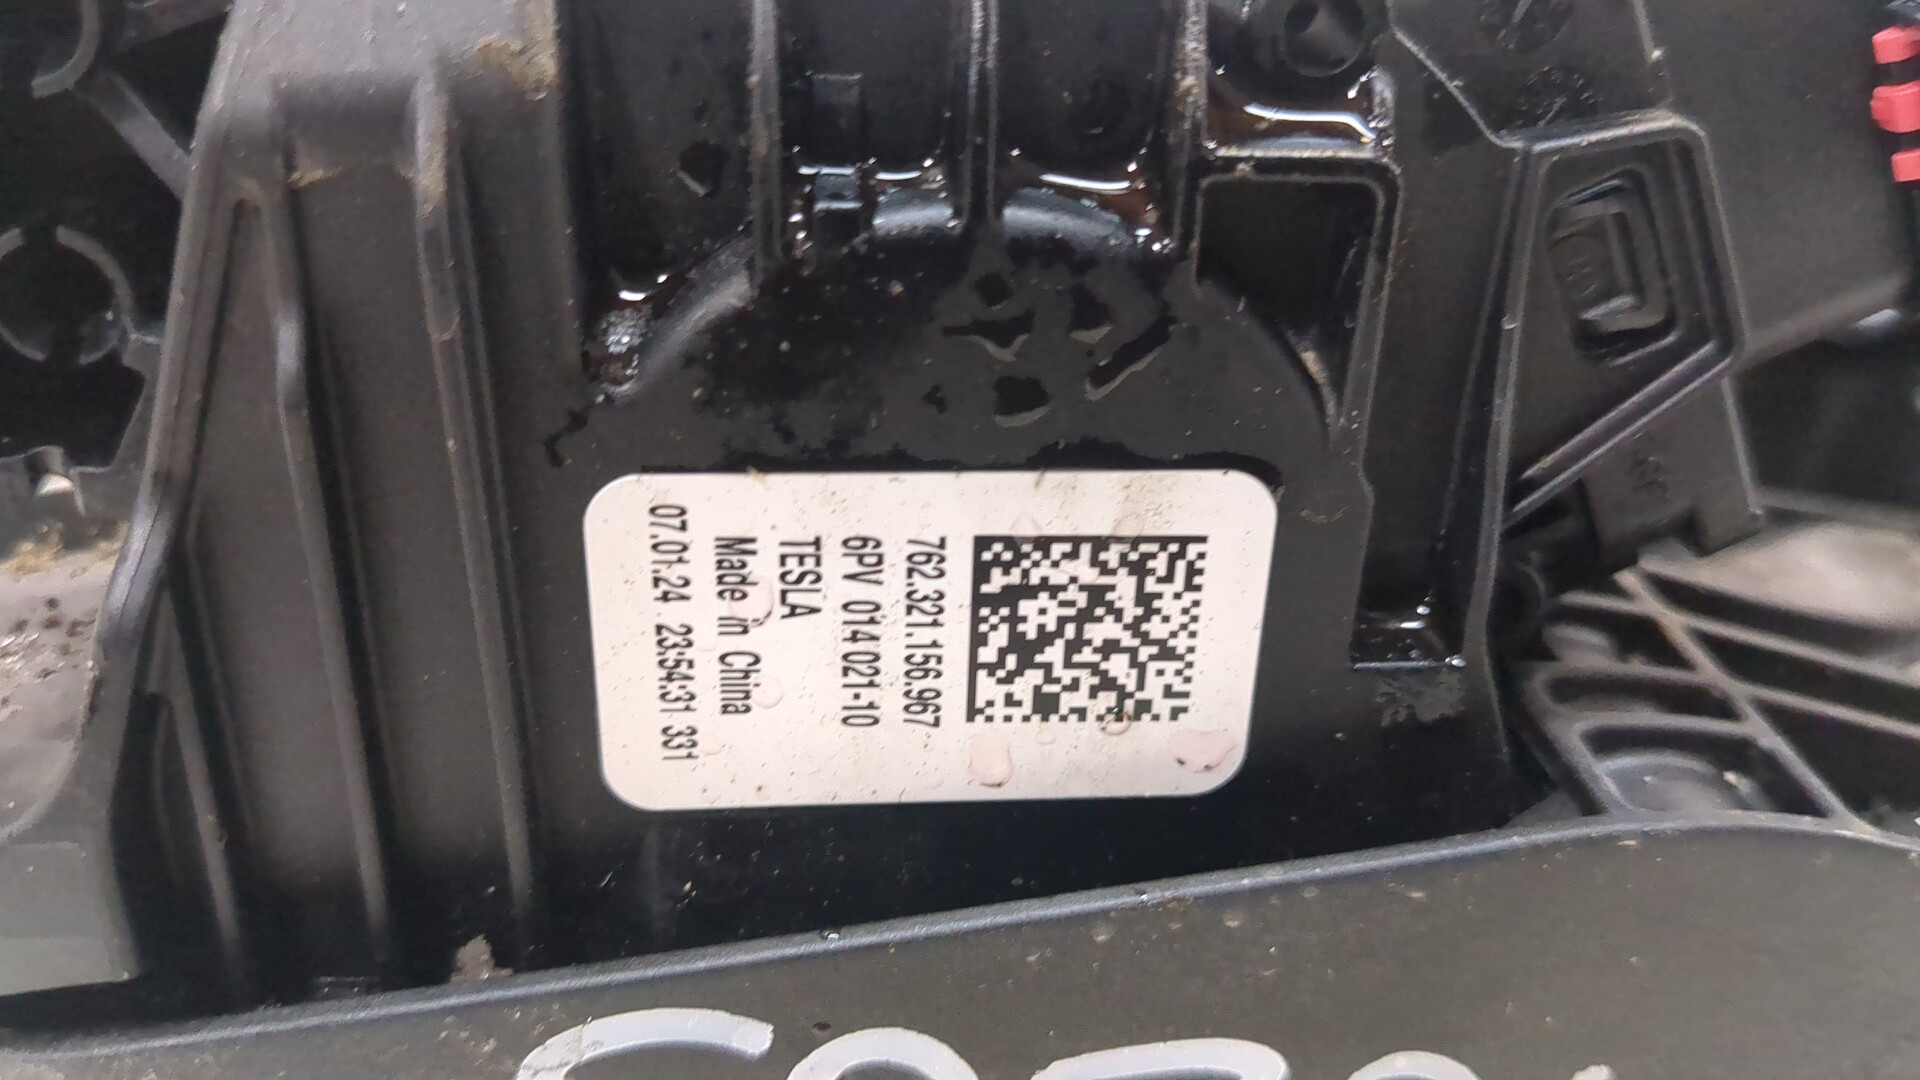 762.321.156.967
6PV 014 021-10
TESLA
Made in China
07.01.24 23:54:31 331